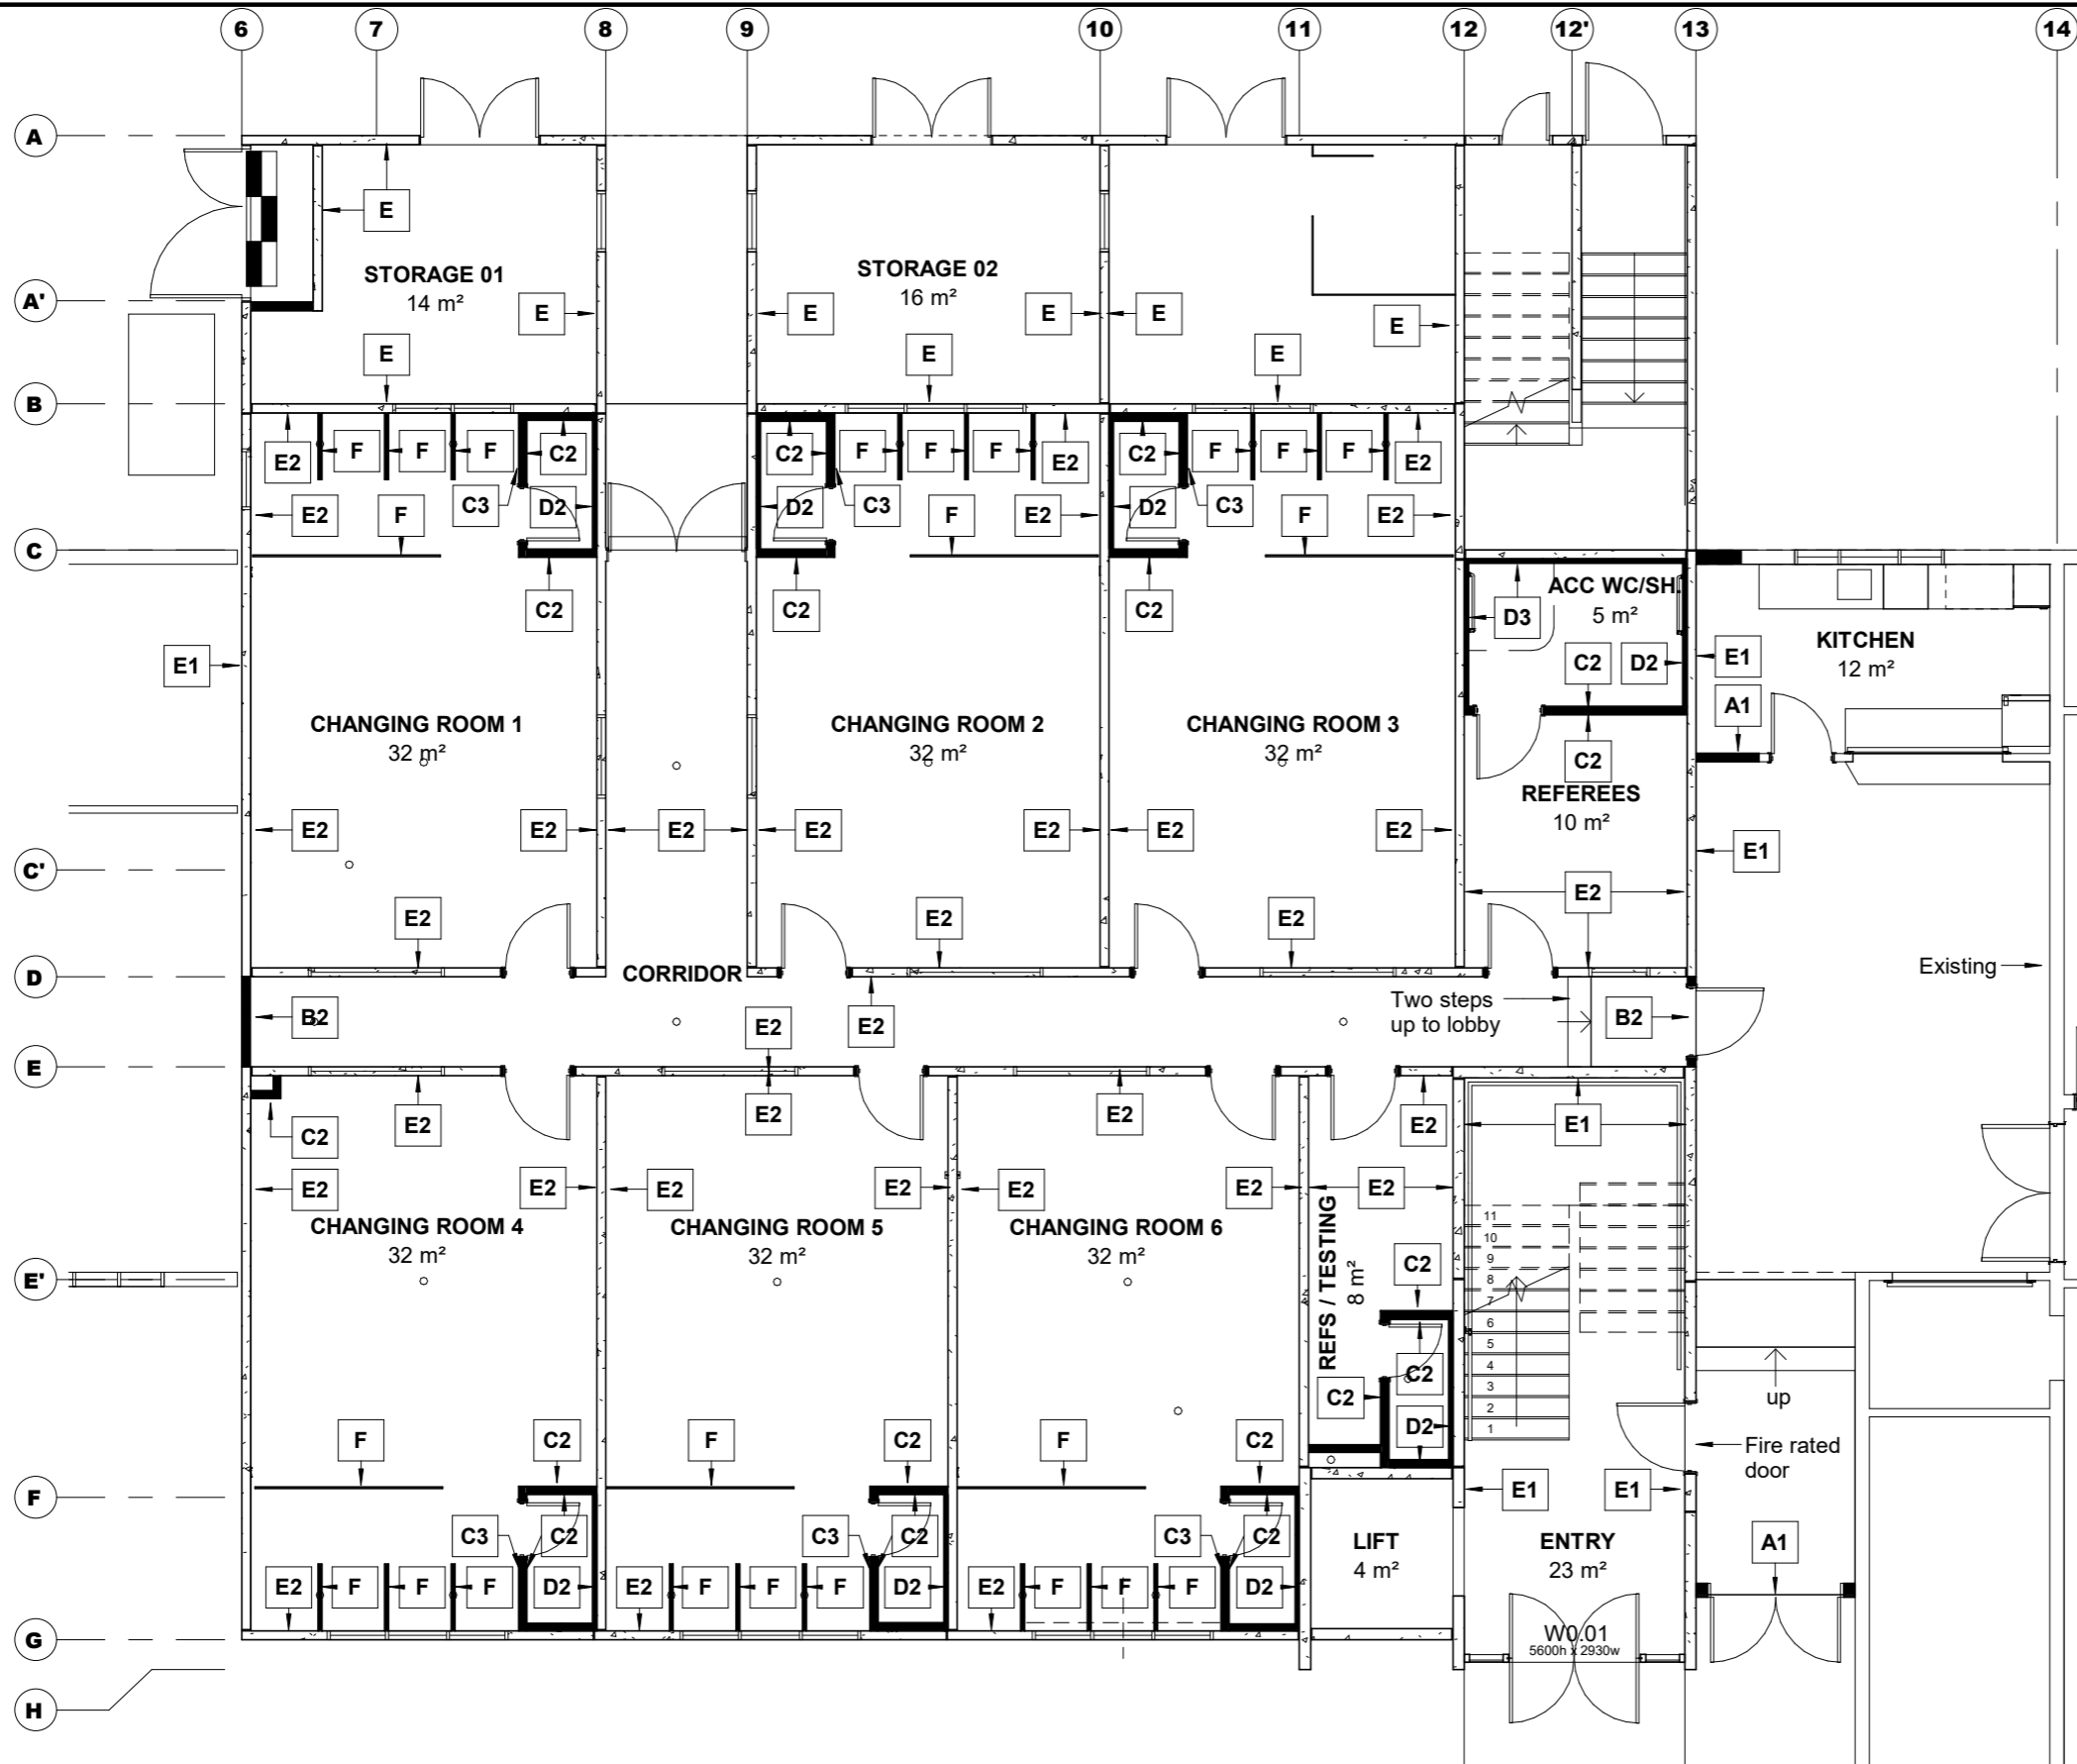 6 7 8 9 10 11 12 12' 13 14
A
E
STORAGE 01
14 m²
STORAGE 02
16 m²
A'
E E E E E
E E E
B
E2 F F F C2 C2 F F F E2 C2 F F F E2
C3 D2 D2 C3 D2 C3
E2 F F E2 F E2
C
C2 C2 C2
ACC WC/SH.
5 m²
D3
C2 D2
E1
E1
KITCHEN
12 m²
A1
CHANGING ROOM 1
32 m²
CHANGING ROOM 2
32 m²
CHANGING ROOM 3
32 m²
C2
REFEREES
10 m²
E2 E2 E2 E2 E2 E2 E2
E1
C'
E2 E2 E2 E2
D
CORRIDOR
Existing
Two steps
up to lobby
B2 E2 E2 B2
E
E2 E2 E2 E2 E1
C2
E2 E2 E2 E2 E2 E2 E2
CHANGING ROOM 4
32 m²
CHANGING ROOM 5
32 m²
CHANGING ROOM 6
32 m²
REFS / TESTING
8 m²
C2
E'
11
10
9
8
7
6
5
4
3
2
1
C2
C2
D2
up
Fire rated
door
F C2 F C2 F C2
F
E1 E1
C3 C2 C3 C2 C3 C2
LIFT
4 m²
ENTRY
23 m²
A1
E2 F F F D2 E2 F F F D2 E2 F F F D2
G
W0.01
5600h x 2930w
H